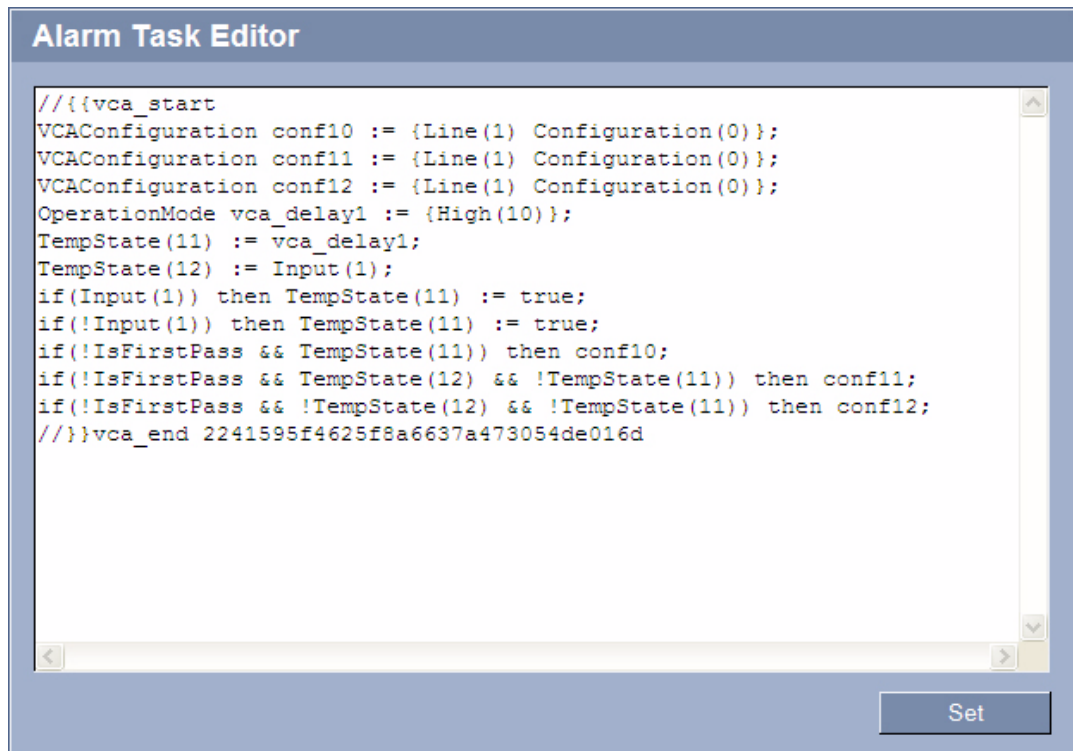 Alarm Task Editor
//{{vca_start
VCAConfiguration conf10 := {Line(1) Configuration(0)};
VCAConfiguration conf11 := {Line(1) Configuration(0)};
VCAConfiguration conf12 := {Line(1) Configuration(0)};
OperationMode vca_delay1 := {High(10)};
TempState(11) := vca_delay1;
TempState(12) := Input(1);
if(Input(1)) then TempState(11) := true;
if(!Input(1)) then TempState(11) := true;
if(!IsFirstPass && TempState(11)) then conf10;
if(!IsFirstPass && TempState(12) && !TempState(11)) then conf11;
if(!IsFirstPass && !TempState(12) && !TempState(11)) then conf12;
//}}vca_end 2241595f4625f8a6637a473054de016d
Set